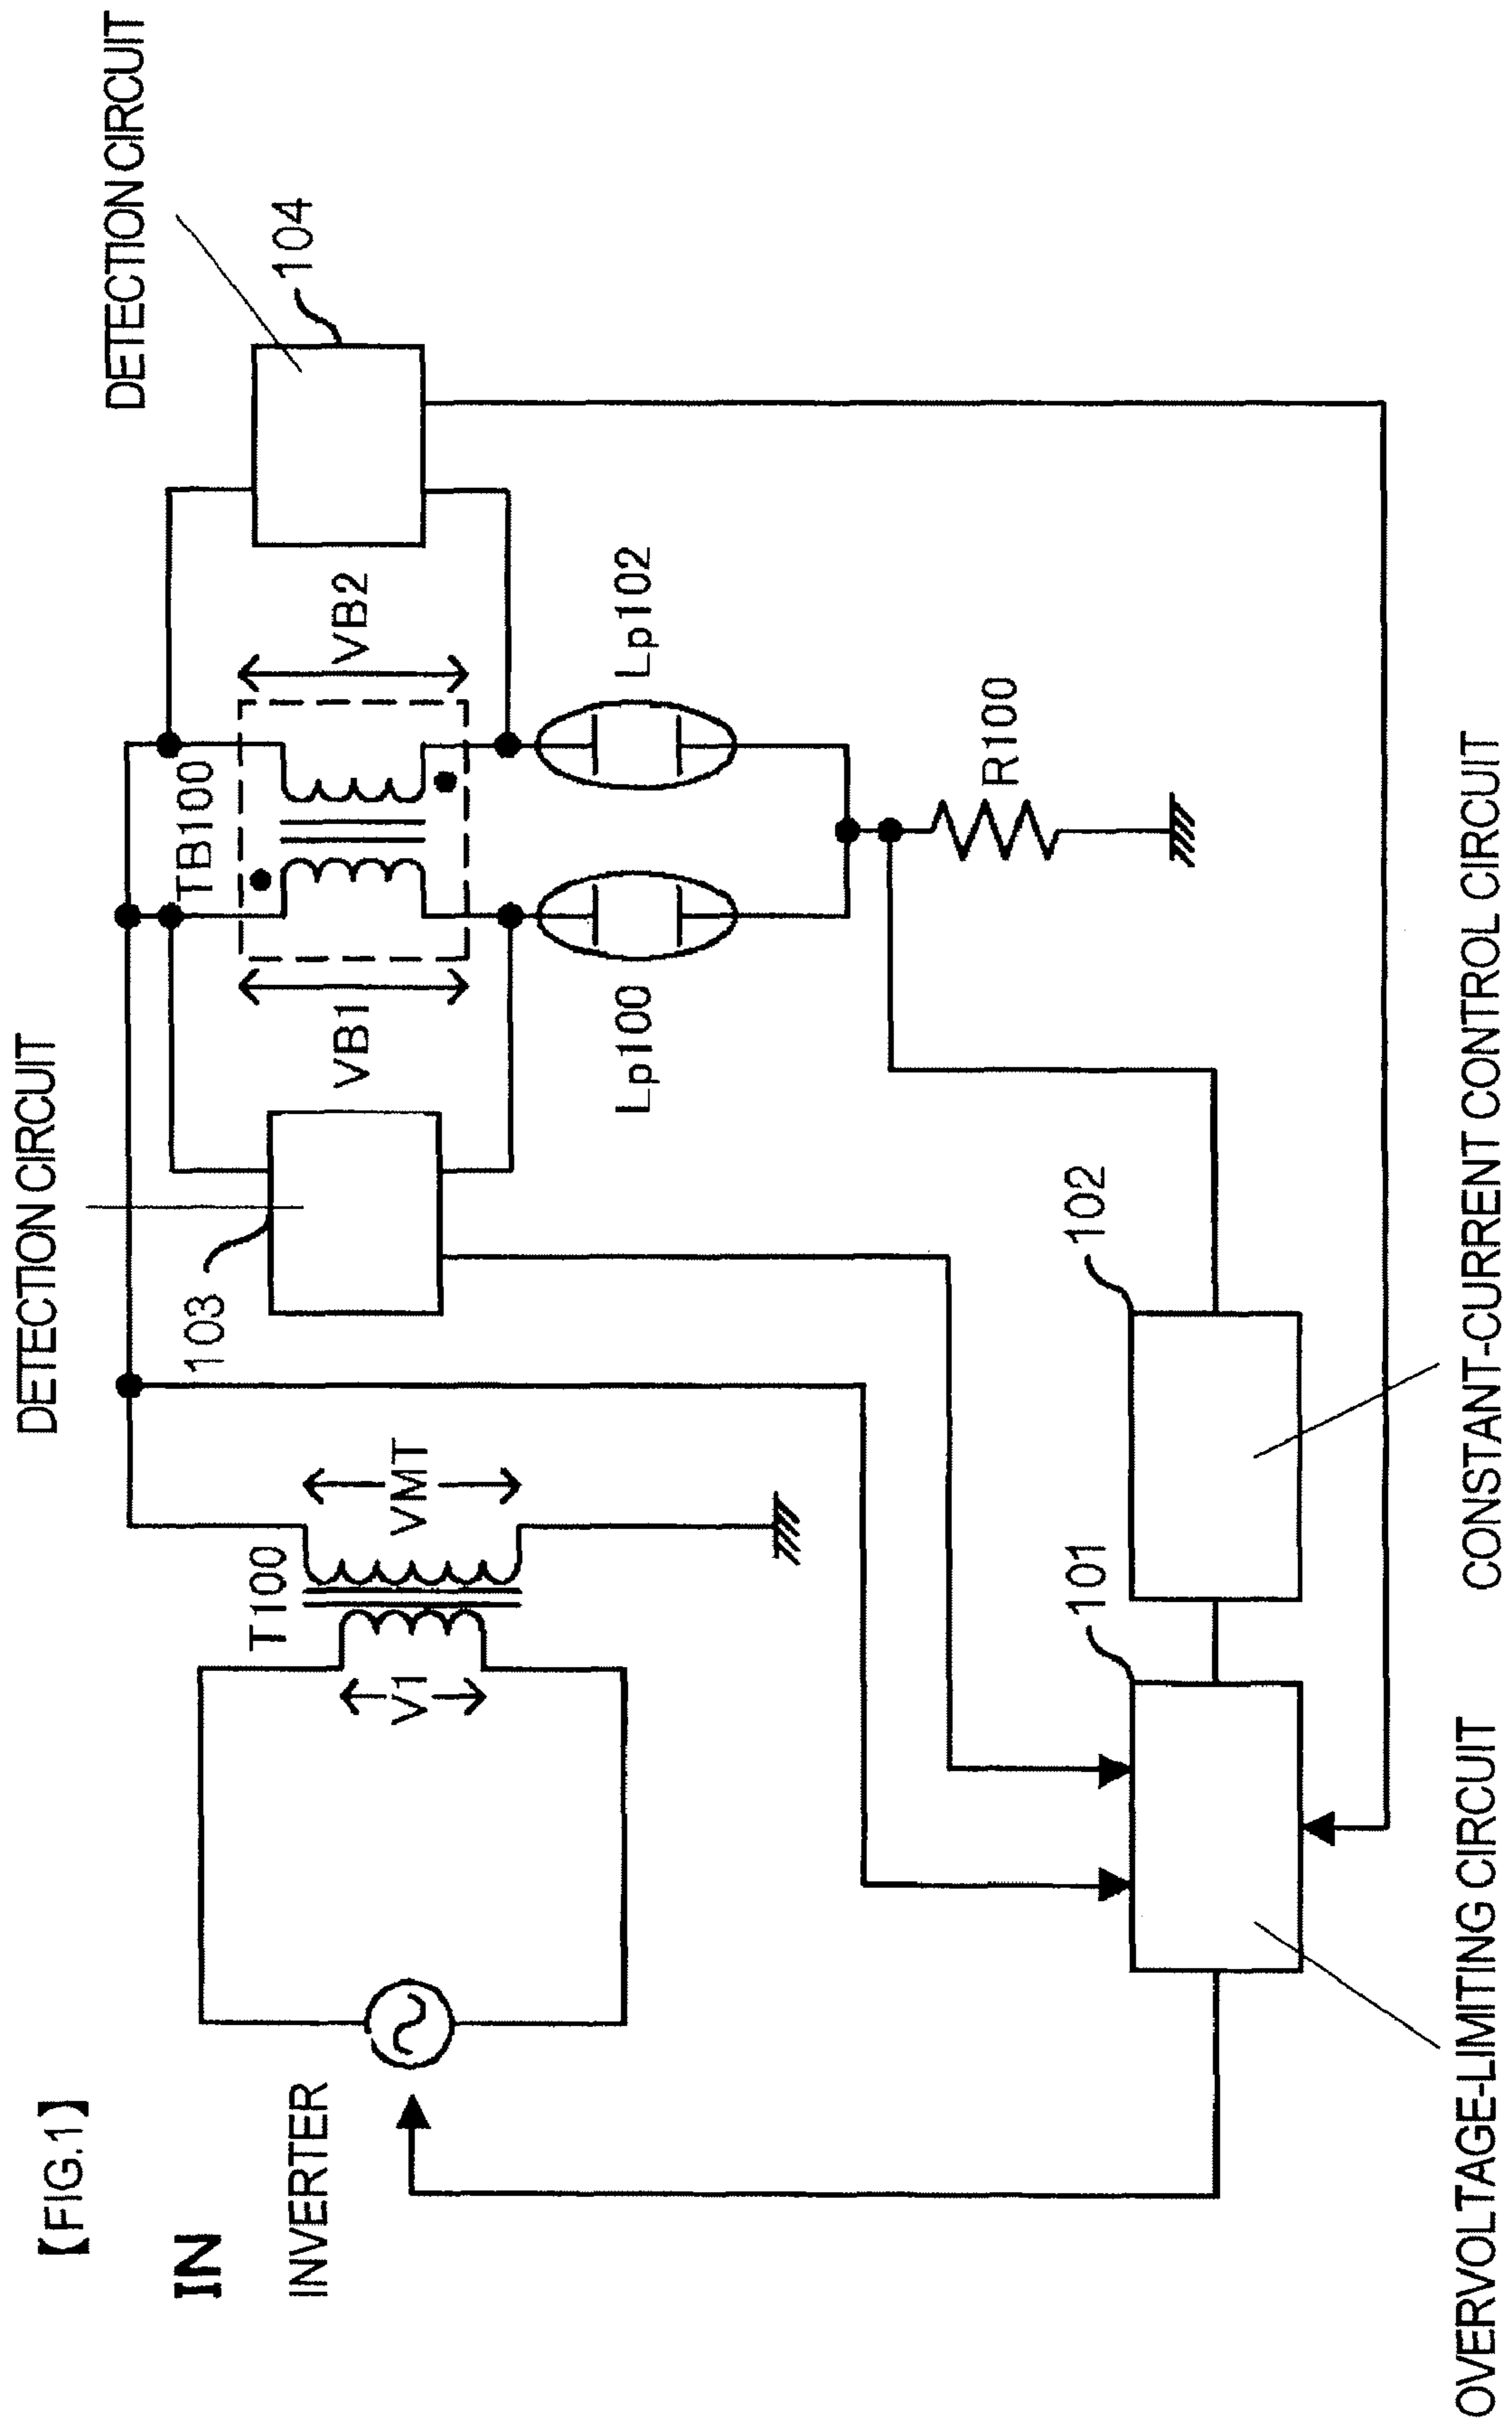 【FIG.1】
IN
INVERTER
T100
V1
VMT
DETECTION CIRCUIT
103
VB1
TB100
VB2
DETECTION CIRCUIT
104
Lp100
Lp102
R100
101
102
OVERVOLTAGE-LIMITING CIRCUIT
CONSTANT-CURRENT CONTROL CIRCUIT